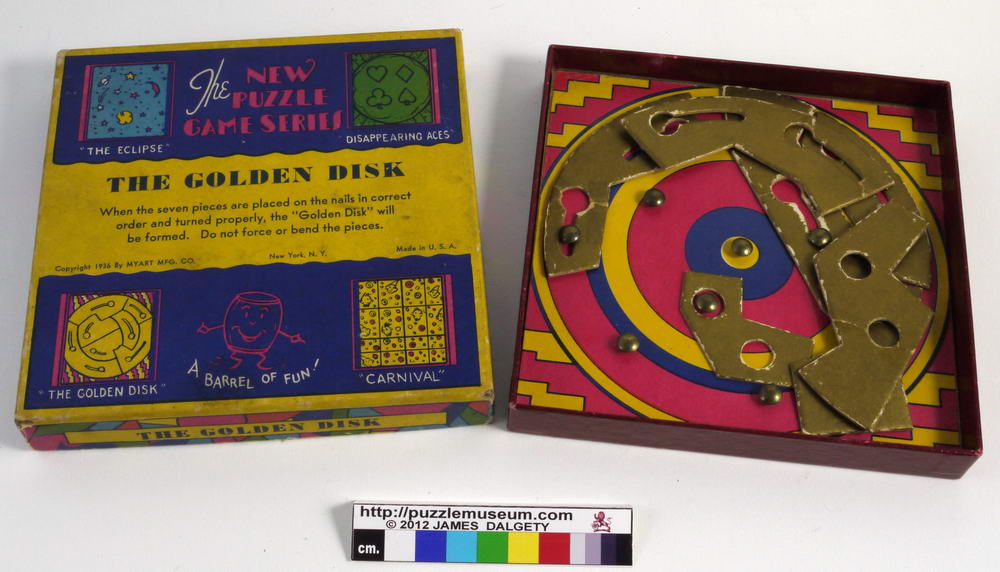 The NEW
PUZZLE
GAME SERIES
"THE ECLIPSE"
DISAPPEARING ACES"
THE GOLDEN DISK
When the seven pieces are placed on the nails in correct
order and turned properly, the "Golden Disk" will
be formed. Do not force or bend the pieces.
Copyright 1936 By MYART MFG. CO.
New York, N. Y.
Made in U. S. A.
"THE GOLDEN DISK"
A BARREL OF FUN!
"CARNIVAL"
THE GOLDEN DISK
http://puzzlemuseum.com
© 2012 JAMES DALGETY
cm.